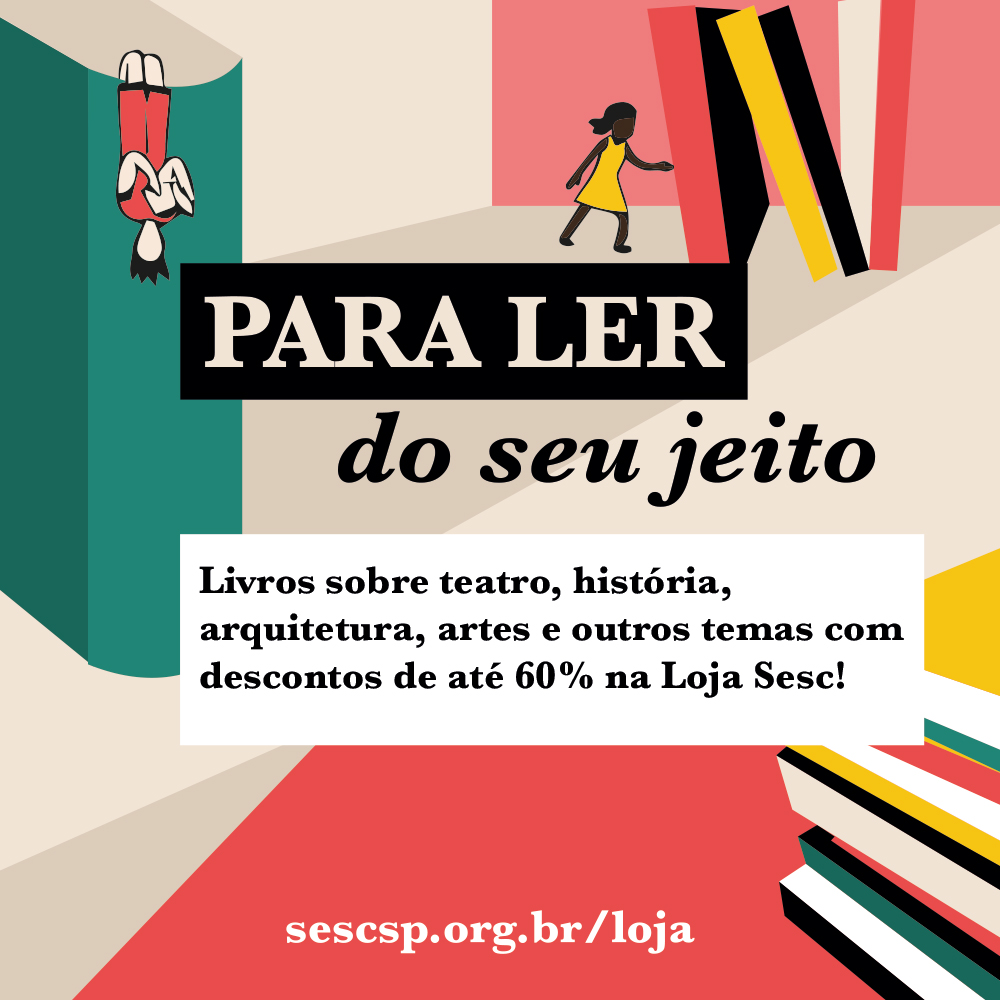 PARA LER
do seu jeito
Livros sobre teatro, história,
arquitetura, artes e outros temas com
descontos de até 60% na Loja Sesc!
sescsp.org.br/loja